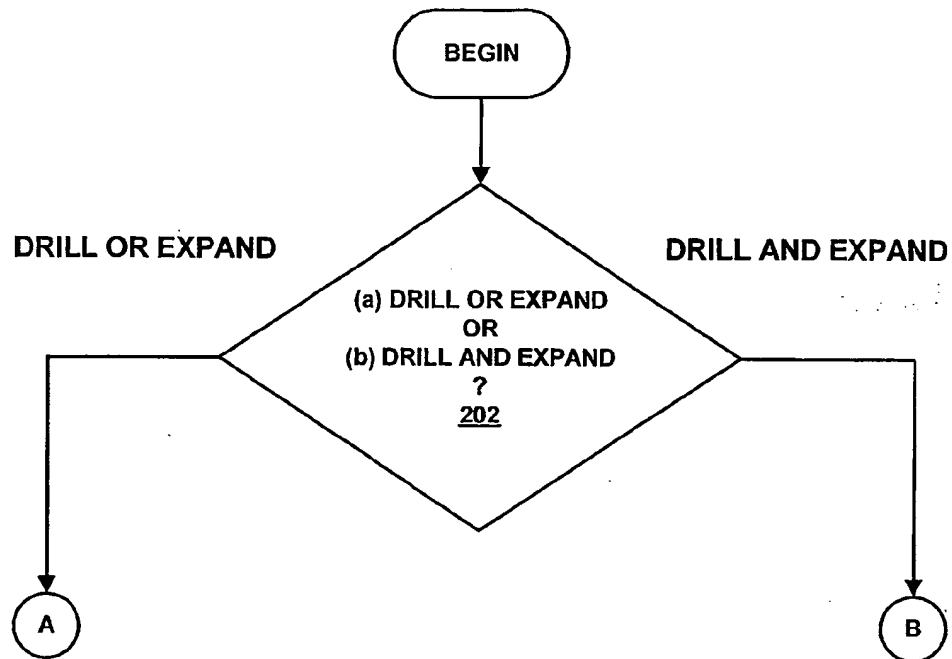 BEGIN
DRILL OR EXPAND
DRILL AND EXPAND
(a) DRILL OR EXPAND
OR
(b) DRILL AND EXPAND
?
202
A
B